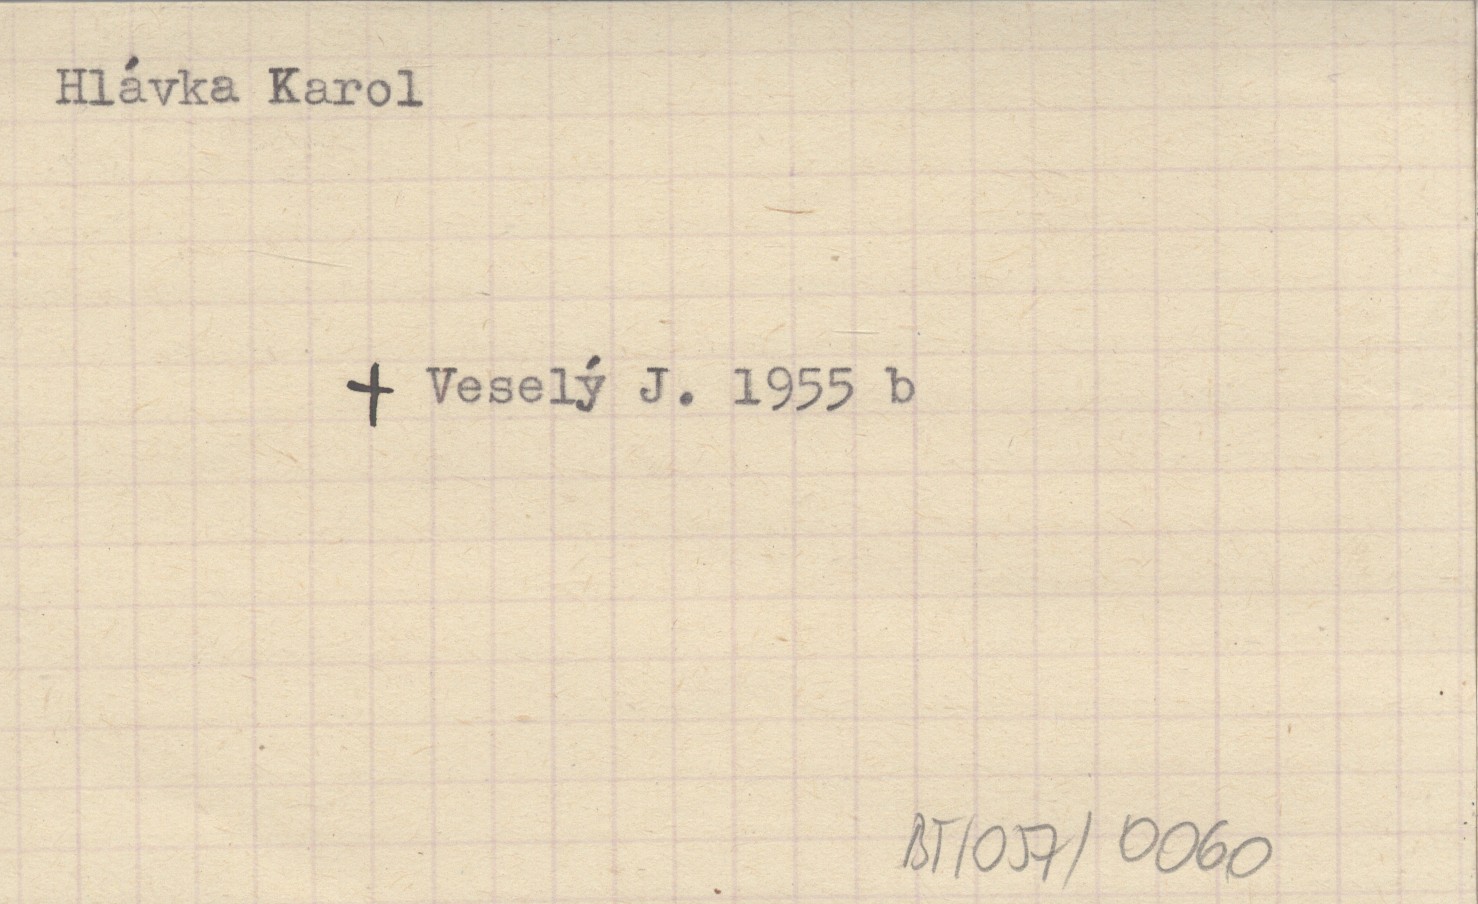 Hlávka Karol
+ Veselý J. 1955 b
BT/057/0060